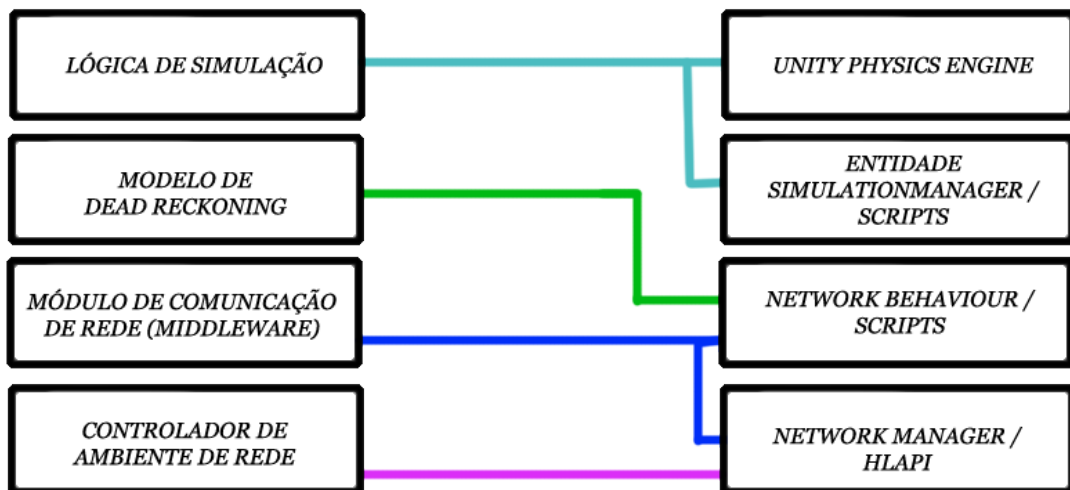 LÓGICA DE SIMULAÇÃO
UNITY PHYSICS ENGINE
MODELO DE
DEAD RECKONING
ENTIDADE
SIMULATIONMANAGER /
SCRIPTS
MÓDULO DE COMUNICAÇÃO
DE REDE (MIDDLEWARE)
NETWORK BEHAVIOUR /
SCRIPTS
CONTROLADOR DE
AMBIENTE DE REDE
NETWORK MANAGER /
HLAPI